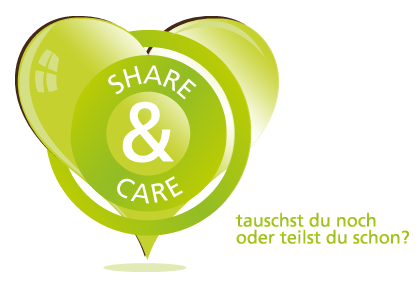 SHARE
&
CARE
tauschst du noch
oder teilst du schon?